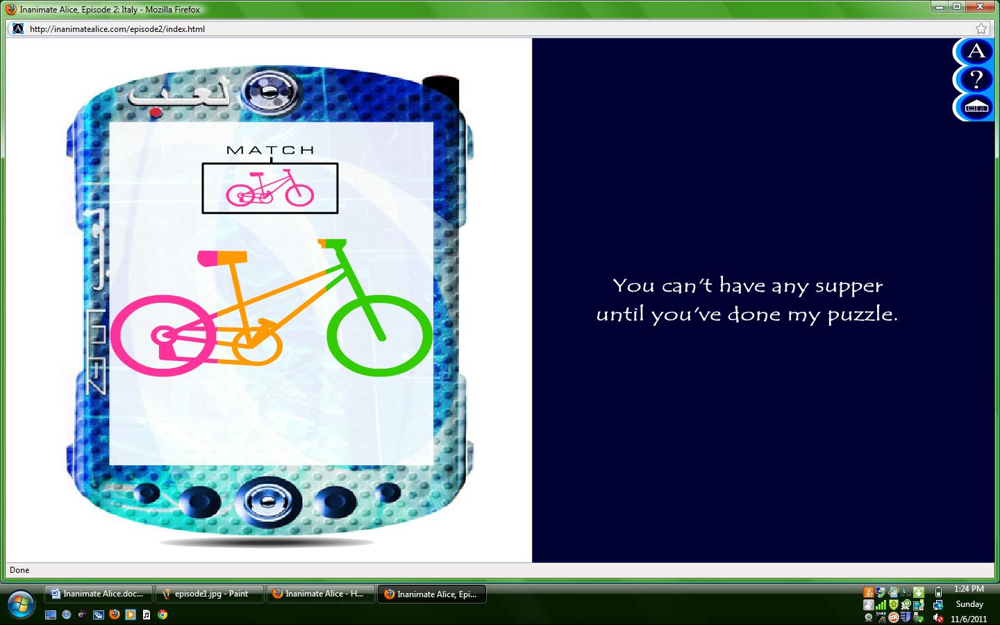 Inanimate Alice, Episode 2: Italy - Mozilla Firefox
http://inanimatealice.com/episode2/index.html
A
?
لعب
MATCH
You can't have any supper
until you've done my puzzle.
Done
Inanimate Alice.doc...
episode1.jpg - Paint
Inanimate Alice - H...
Inanimate Alice, Epi...
1:24 PM
Sunday
11/6/2011